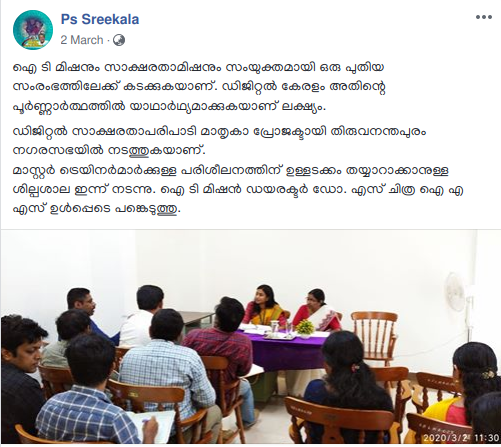 Ps Sreekala
2 March
ഐ ടി മിഷനും സാക്ഷരതാമിഷനും സംയുക്തമായി ഒരു പുതിയ
സംരംഭത്തിലേക്ക് കടക്കുകയാണ്. ഡിജിറ്റൽ കേരളം അതിന്റെ
പൂർണ്ണാർത്ഥത്തിൽ യാഥാർഥ്യമാക്കുകയാണ് ലക്ഷ്യം.
ഡിജിറ്റൽ സാക്ഷരതാപരിപാടി മാതൃകാ പ്രോജക്ടായി തിരുവനന്തപുരം
നഗരസഭയിൽ നടത്തുകയാണ്.
മാസ്റ്റർ ട്രെയിനർമാർക്കുള്ള പരിശീലനത്തിന് ഉള്ളടക്കം തയ്യാറാക്കാനുള്ള
ശില്പശാല ഇന്ന് നടന്നു. ഐ ടി മിഷൻ ഡയരക്ടർ ഡോ. എസ് ചിത്ര ഐ എ
എസ് ഉൾപ്പെടെ പങ്കെടുത്തു.
2020/3/2 11:30